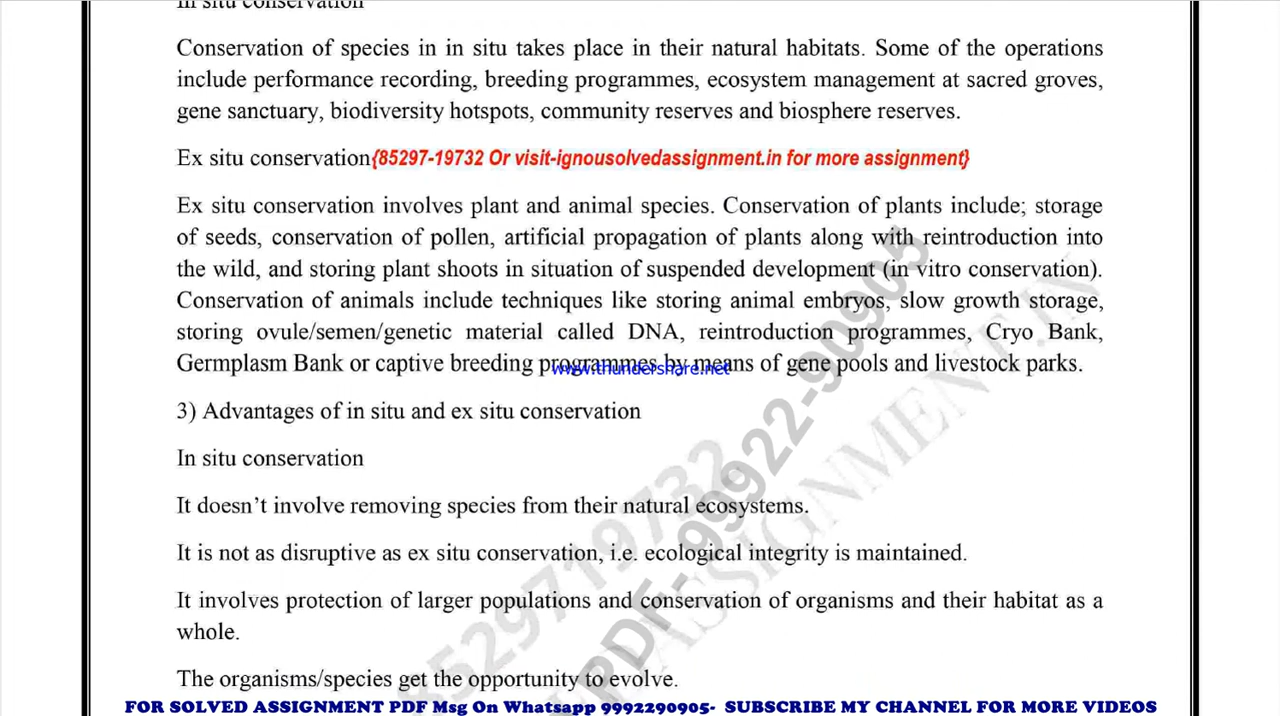 In situ conservation
Conservation of species in in situ takes place in their natural habitats. Some of the operations
include performance recording, breeding programmes, ecosystem management at sacred groves,
gene sanctuary, biodiversity hotspots, community reserves and biosphere reserves.
Ex situ conservation{85297-19732 Or visit-ignousolvedassignment.in for more assignment}
Ex situ conservation involves plant and animal species. Conservation of plants include; storage
of seeds, conservation of pollen, artificial propagation of plants along with reintroduction into
the wild, and storing plant shoots in situation of suspended development (in vitro conservation).
Conservation of animals include techniques like storing animal embryos, slow growth storage,
storing ovule/semen/genetic material called DNA, reintroduction programmes, Cryo Bank,
Germplasm Bank or captive breeding programmes by means of gene pools and livestock parks.
www.thundershare.net
3) Advantages of in situ and ex situ conservation
In situ conservation
It doesn’t involve removing species from their natural ecosystems.
It is not as disruptive as ex situ conservation, i.e. ecological integrity is maintained.
It involves protection of larger populations and conservation of organisms and their habitat as a
whole.
The organisms/species get the opportunity to evolve.
8529719732
PDF-99922-90905
ASSIGNMENT.IN
FOR SOLVED ASSIGNMENT PDF Msg On Whatsapp 9992290905- SUBSCRIBE MY CHANNEL FOR MORE VIDEOS